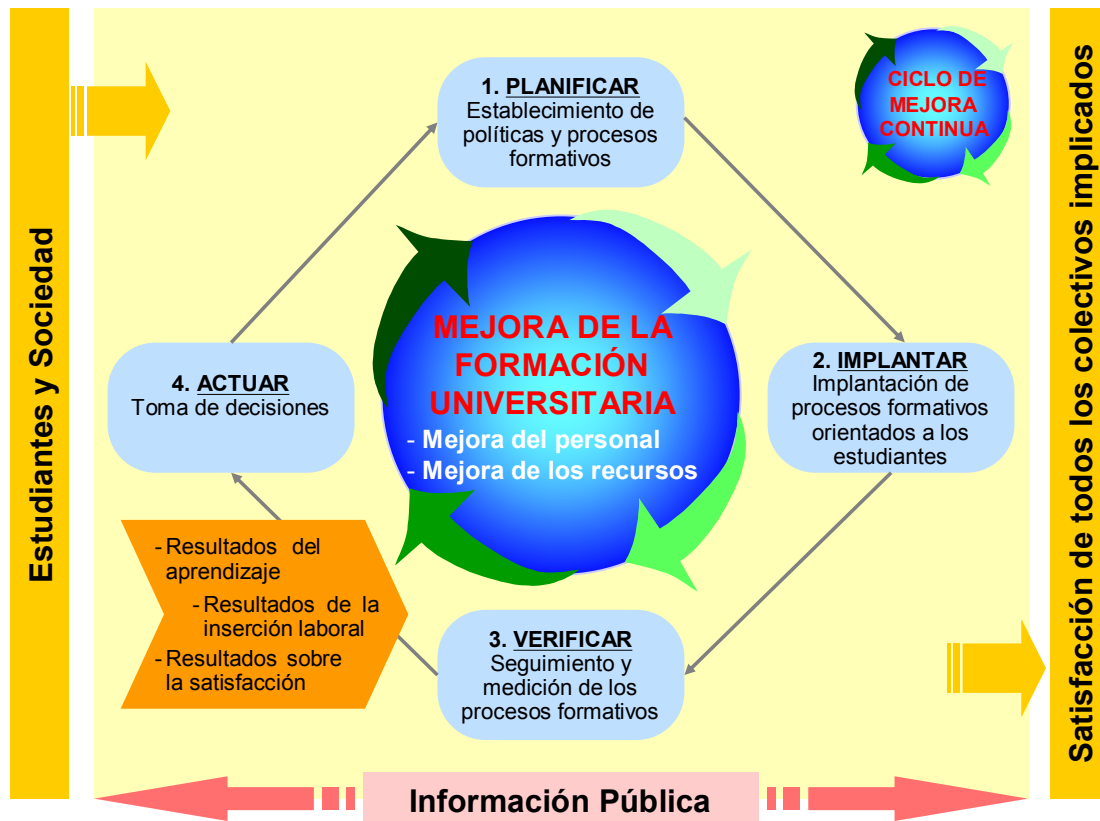 Estudiantes y Sociedad
1. PLANIFICAR
Establecimiento de
políticas y procesos
formativos
CICLO DE
MEJORA
CONTINUA
MEJORA DE LA
FORMACIÓN
UNIVERSITARIA
- Mejora del personal
- Mejora de los recursos
4. ACTUAR
Toma de decisiones
2. IMPLANTAR
Implantación de
procesos formativos
orientados a los
estudiantes
- Resultados del
aprendizaje
- Resultados de la
inserción laboral
- Resultados sobre
la satisfacción
3. VERIFICAR
Seguimiento y
medición de los
procesos formativos
Satisfacción de todos los colectivos implicados
Información Pública